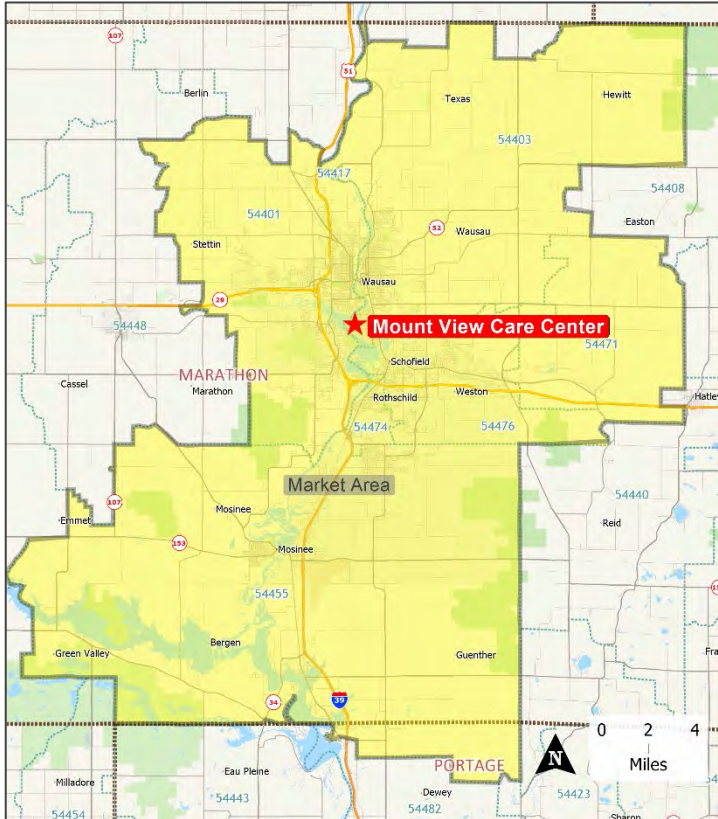 107
51
Berlin
Texas
Hewitt
54403
54417
54408
54401
Easton
52
Wausau
Stettin
Wausau
29
Mount View Care Center
54448
54471
Schofield
MARATHON
Cassel
Marathon
Rothschild
Weston
Hatley
54474
54476
Market Area
54440
107
Mosinee
Emmet
Reid
153
Mosinee
54455
Bergen
Green Valley
Guenther
34
39
0 2 4
Miles
N
PORTAGE
Eau Pleine
Milladore
Dewey
54443
54423
54454
54482
Sharon